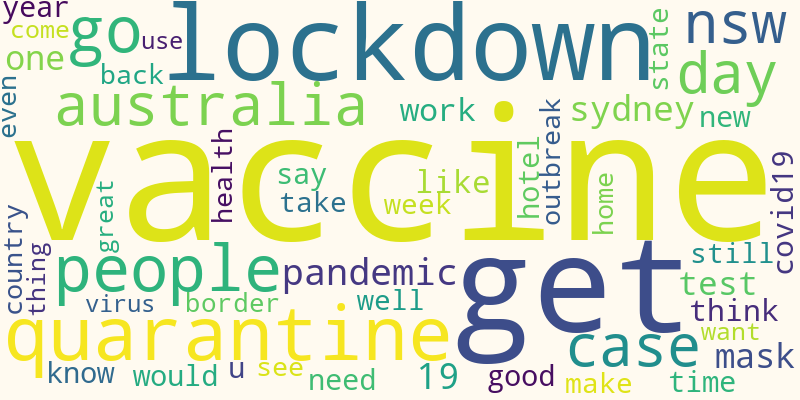 year
come
go
use
lockdown
state
nsw
one
back
day
even
australia
work
outbreak
sydney
new
vaccine
health
say
like
hotel
covid19
take
week
home
great
country
thing
people
pandemic
get
still
virus
border
well
test
think
quarantine
case
want
mask
know
would
u
see
need
19
good
make
time